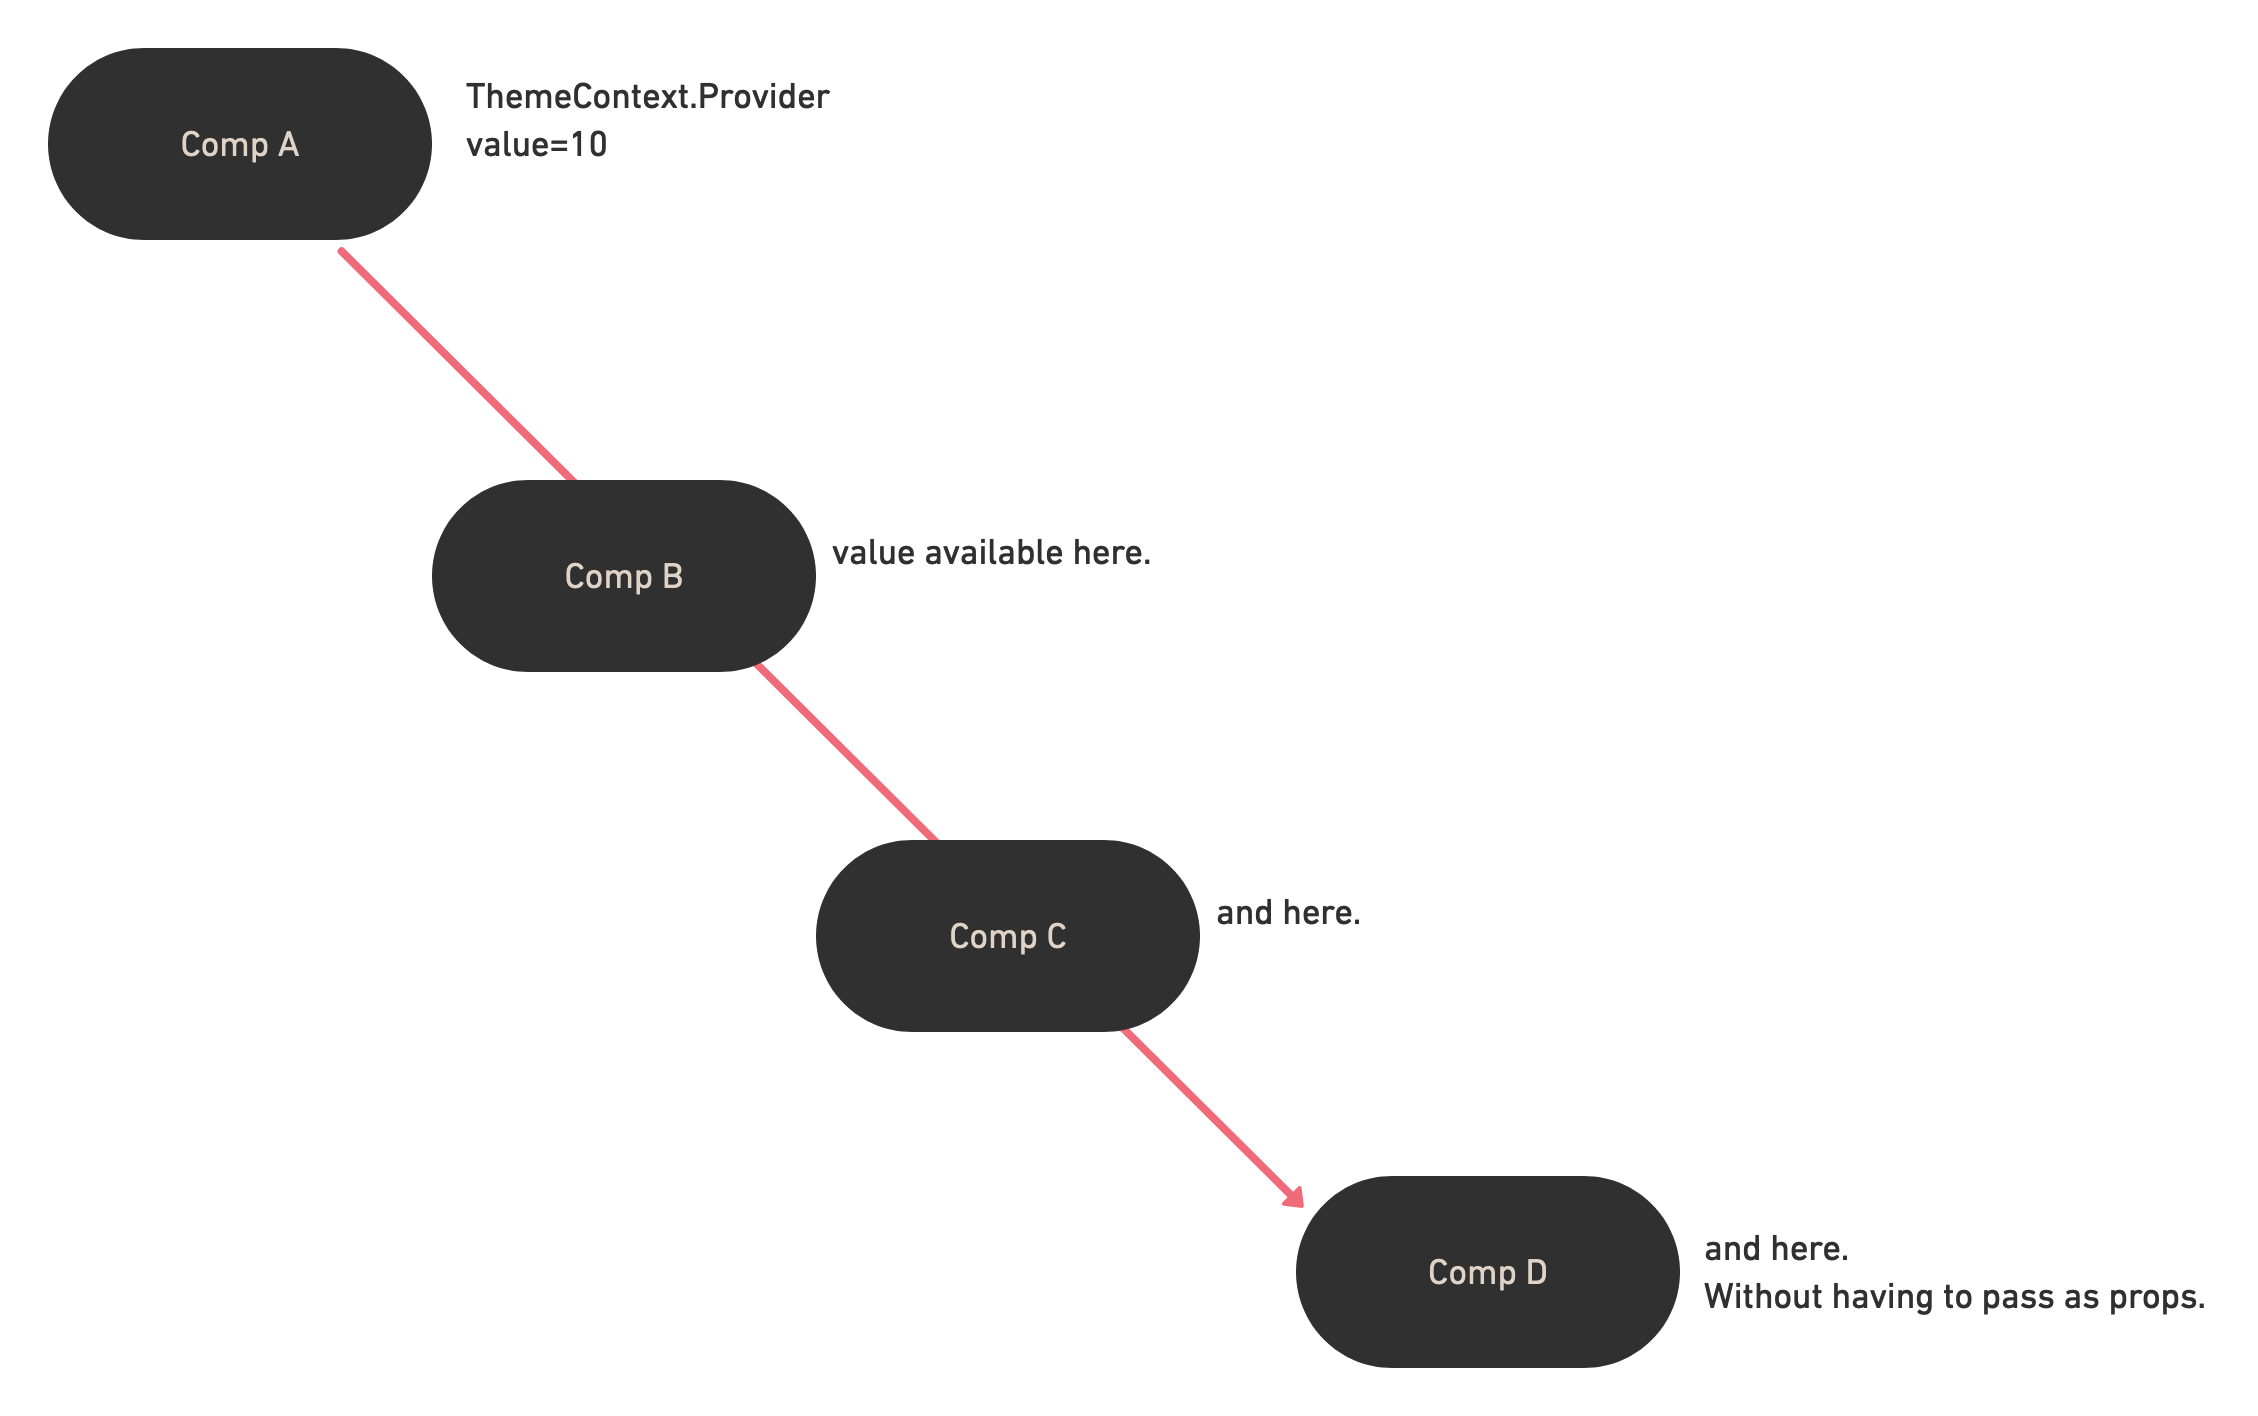 Comp A
ThemeContext.Provider
value=10
Comp B
value available here.
Comp C
and here.
Comp D
and here.
Without having to pass as props.